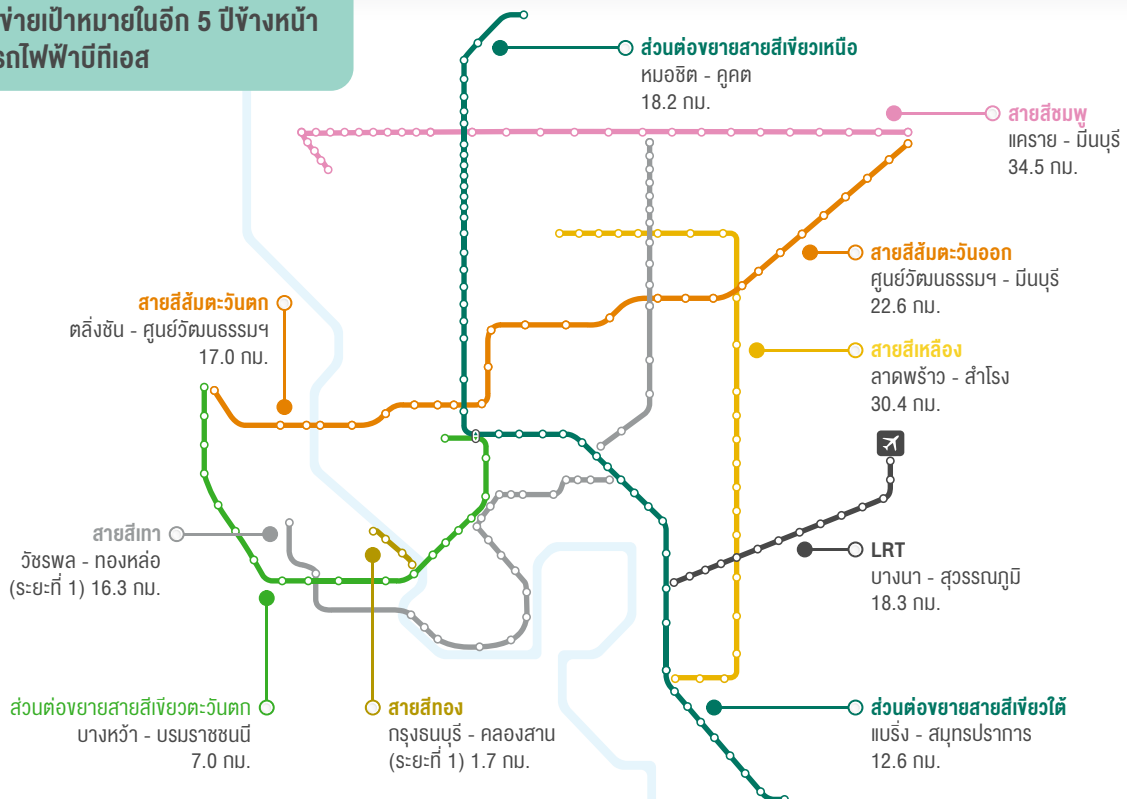 ข่ายเป้าหมายในอีก 5 ปีข้างหน้า
รถไฟฟ้าบีทีเอส
ส่วนต่อขยายสายสีเขียวเหนือ
หมอชิต - คูคต
18.2 กม.
สายสีชมพู
แคราย - มีนบุรี
34.5 กม.
สายสีส้มตะวันออก
ศูนย์วัฒนธรรมฯ - มีนบุรี
22.6 กม.
สายสีส้มตะวันตก
ตลิ่งชัน - ศูนย์วัฒนธรรมฯ
17.0 กม.
สายสีเหลือง
ลาดพร้าว - สำโรง
30.4 กม.
สายสีเทา
วัชรพล - ทองหล่อ
(ระยะที่ 1) 16.3 กม.
LRT
บางนา - สุวรรณภูมิ
18.3 กม.
ส่วนต่อขยายสายสีเขียวตะวันตก
บางหว้า - บรมราชชนนี
7.0 กม.
สายสีทอง
กรุงธนบุรี - คลองสาน
(ระยะที่ 1) 1.7 กม.
ส่วนต่อขยายสายสีเขียวใต้
แบริ่ง - สมุทรปราการ
12.6 กม.